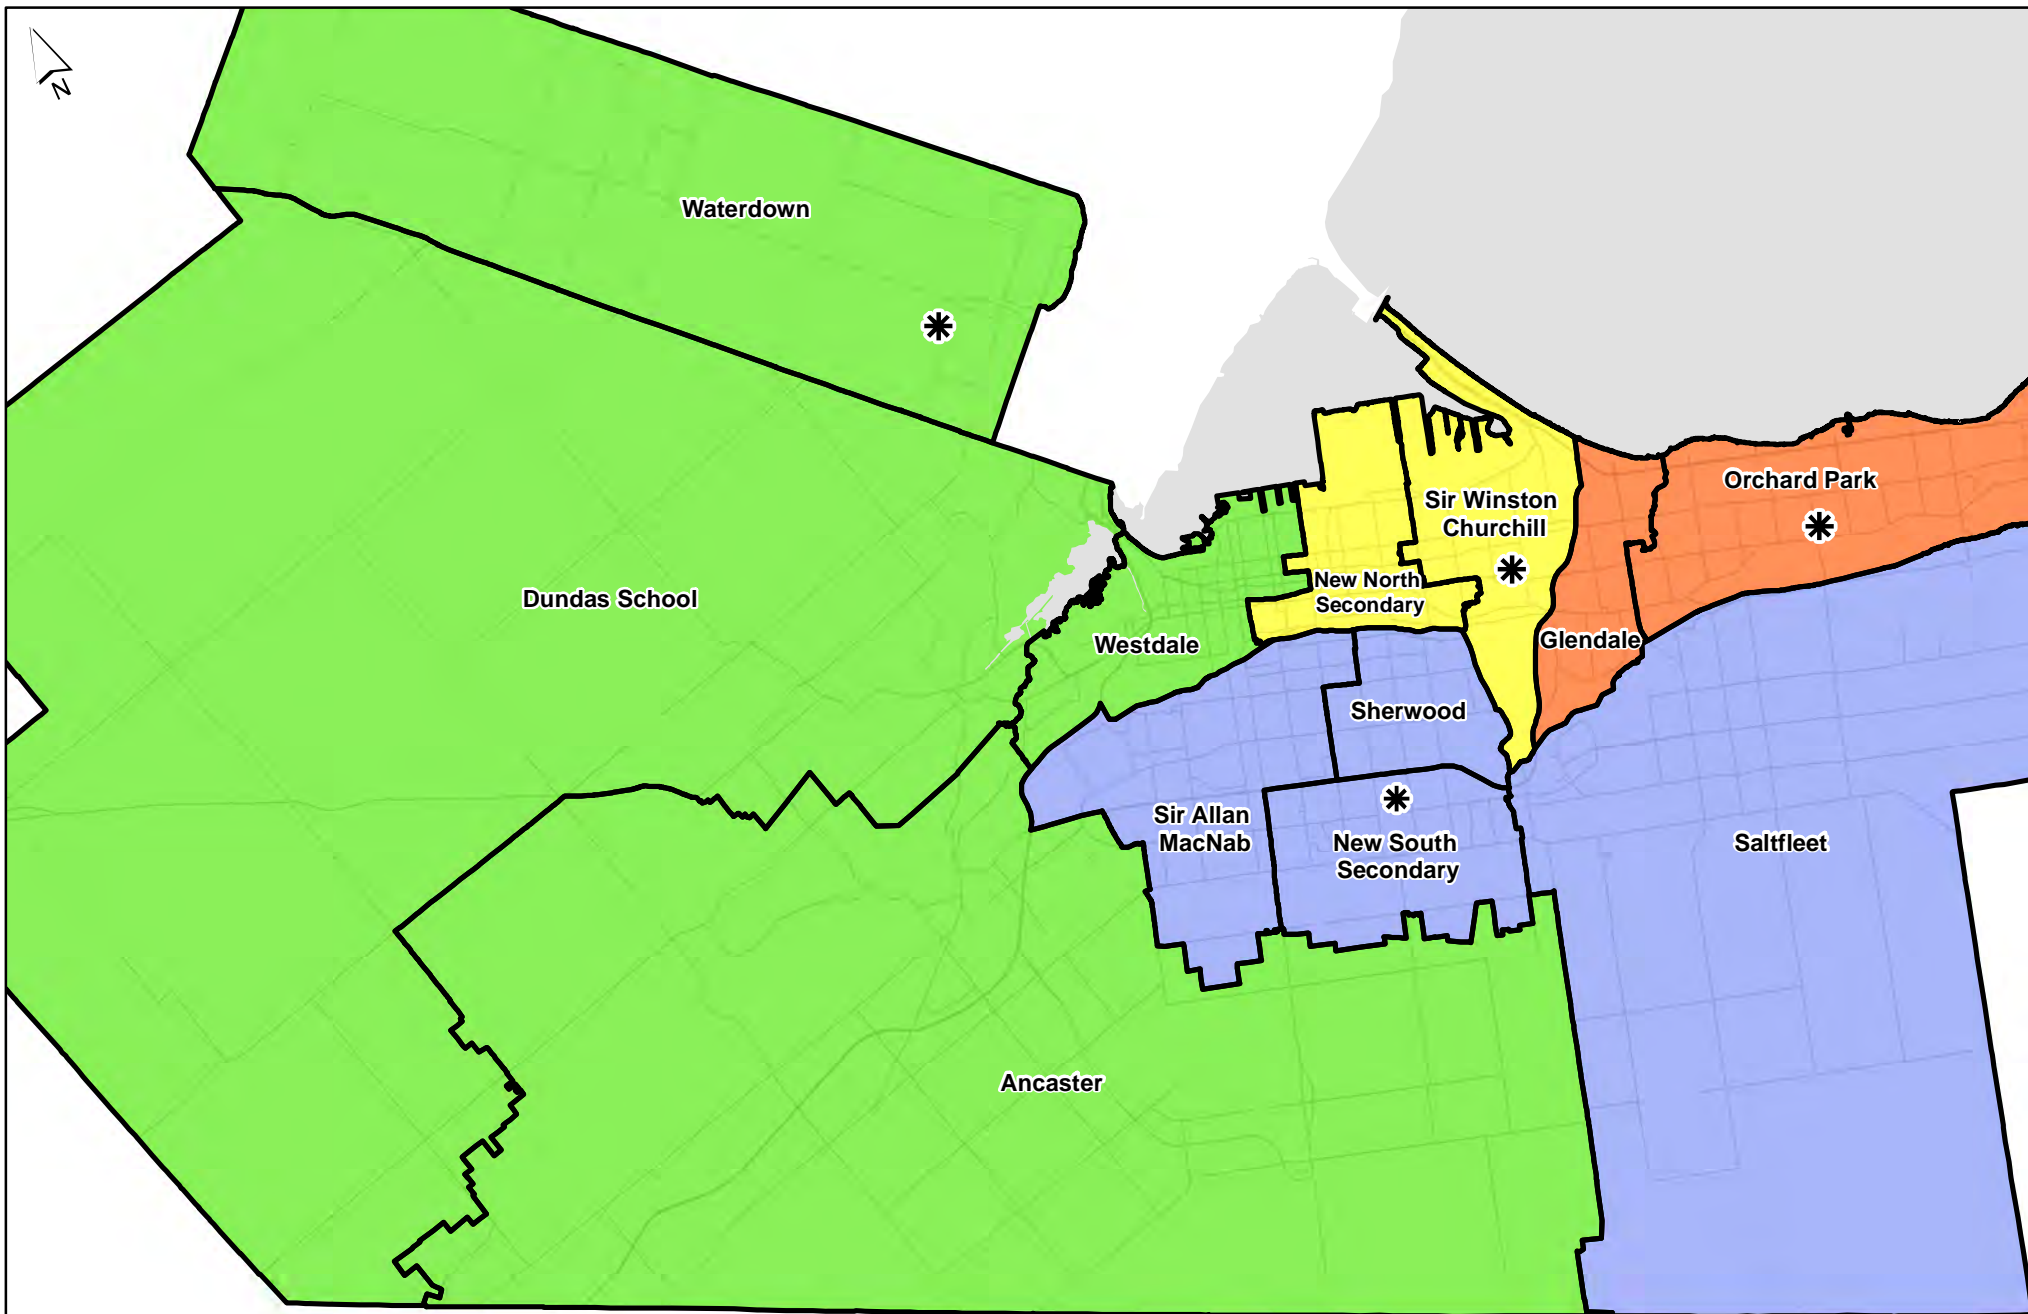 N
Waterdown
Orchard Park
Sir Winston
Churchill
New North
Secondary
Dundas School
Westdale
Glendale
Sherwood
Sir Allan
MacNab
New South
Secondary
Saltfleet
Ancaster